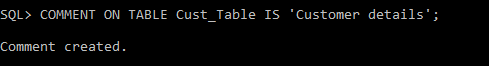 SQL> COMMENT ON TABLE Cust_Table IS 'Customer details';
Comment created.